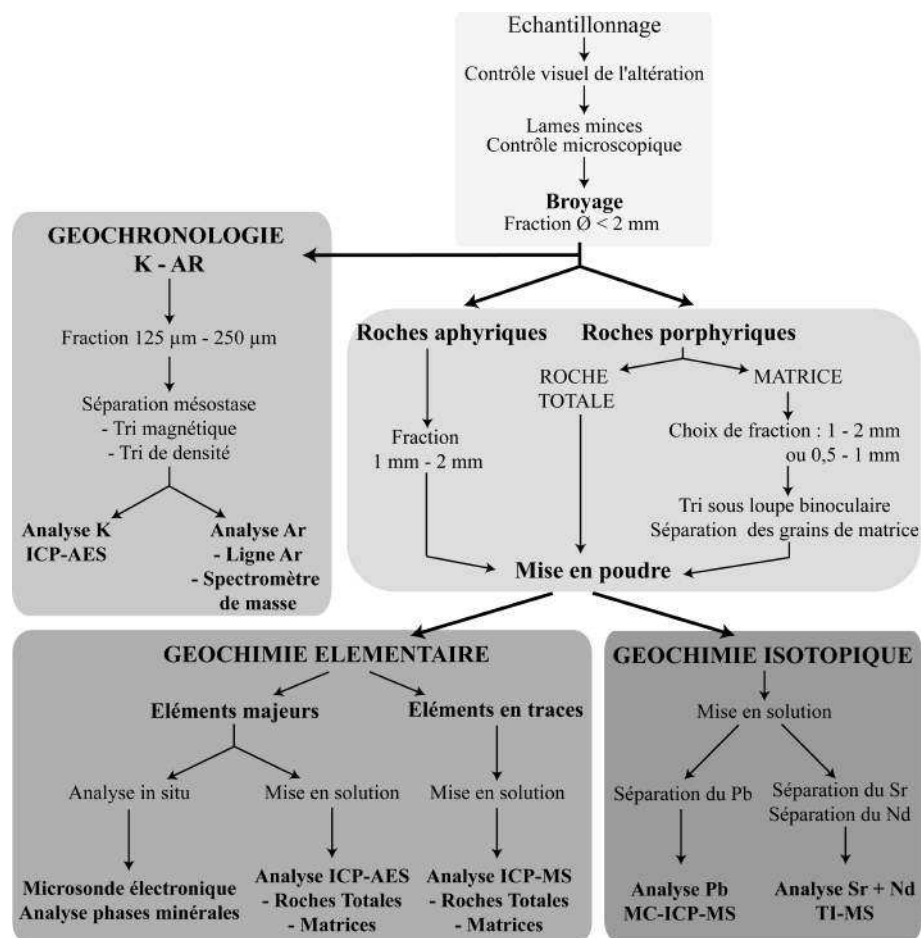 Echantillonnage
Contrôle visuel de l'altération
Lames minces
Contrôle microscopique
Broyage
Fraction Ø < 2 mm
GEOCHRONOLOGIE
K - AR
Fraction 125 µm - 250 µm
Séparation mésostase
- Tri magnétique
- Tri de densité
Analyse K
ICP-AES
Analyse Ar
- Ligne Ar
- Spectromètre
de masse
Roches aphyriques
Fraction
1 mm - 2 mm
Roches porphyriques
ROCHE
TOTALE
MATRICE
Choix de fraction : 1 - 2 mm
ou 0,5 - 1 mm
Tri sous loupe binoculaire
Séparation des grains de matrice
Mise en poudre
GEOCHIMIE ELEMENTAIRE
Eléments majeurs
Eléments en traces
Analyse in situ
Mise en solution
Mise en solution
Microsonde électronique
Analyse phases minérales
Analyse ICP-AES
- Roches Totales
- Matrices
Analyse ICP-MS
- Roches Totales
- Matrices
GEOCHIMIE ISOTOPIQUE
Mise en solution
Séparation du Pb
Séparation du Sr
Séparation du Nd
Analyse Pb
MC-ICP-MS
Analyse Sr + Nd
TI-MS